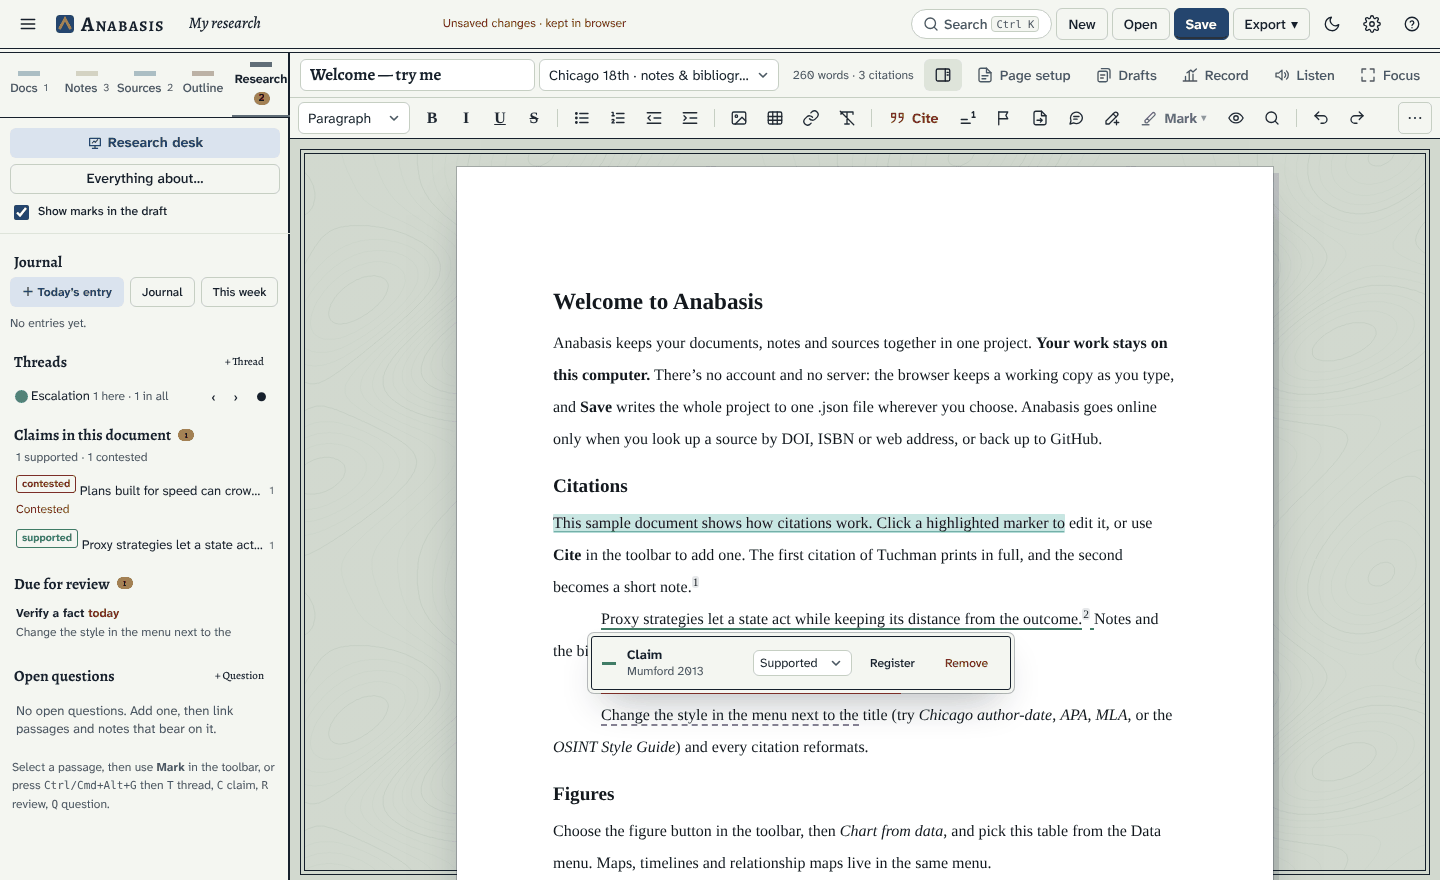 ANABASIS
My research
Unsaved changes · kept in browser
Search Ctrl K
New
Open
Save
Export ▾
Docs 1
Notes 3
Sources 2
Outline
Research 2
Welcome — try me
Chicago 18th · notes & bibliogr...
260 words · 3 citations
Page setup
Drafts
Record
Listen
Focus
Paragraph
B I U S
Cite
Mark ▾
Research desk
Everything about…
Show marks in the draft
Journal
+ Today's entry
Journal
This week
No entries yet.
Threads
+ Thread
Escalation 1 here · 1 in all
Claims in this document 1
1 supported · 1 contested
contested Plans built for speed can crow… 1
Contested
supported Proxy strategies let a state act… 1
Due for review 1
Verify a fact today
Change the style in the menu next to the
Open questions
+ Question
No open questions. Add one, then link
passages and notes that bear on it.
Select a passage, then use Mark in the toolbar, or
press Ctrl/Cmd+Alt+G then T thread, C claim, R
review, Q question.
Welcome to Anabasis
Anabasis keeps your documents, notes and sources together in one project. Your work stays on
this computer. There’s no account and no server: the browser keeps a working copy as you type,
and Save writes the whole project to one .json file wherever you choose. Anabasis goes online
only when you look up a source by DOI, ISBN or web address, or back up to GitHub.
Citations
This sample document shows how citations work. Click a highlighted marker to edit it, or use
Cite in the toolbar to add one. The first citation of Tuchman prints in full, and the second
becomes a short note.1
Proxy strategies let a state act while keeping its distance from the outcome.2 Notes and
the bi
Claim
Mumford 2013
Supported
Register
Remove
Change the style in the menu next to the title (try Chicago author-date, APA, MLA, or the
OSINT Style Guide) and every citation reformats.
Figures
Choose the figure button in the toolbar, then Chart from data, and pick this table from the Data
menu. Maps, timelines and relationship maps live in the same menu.